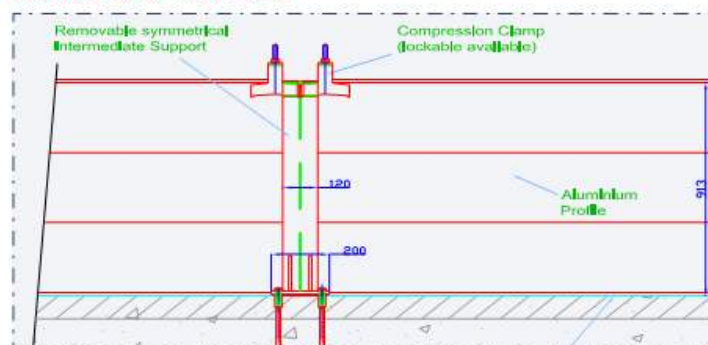 Removable symmetrical
Intermediate Support
Compression Clamp
(lockable available)
120
Aluminium
Profile
913
200